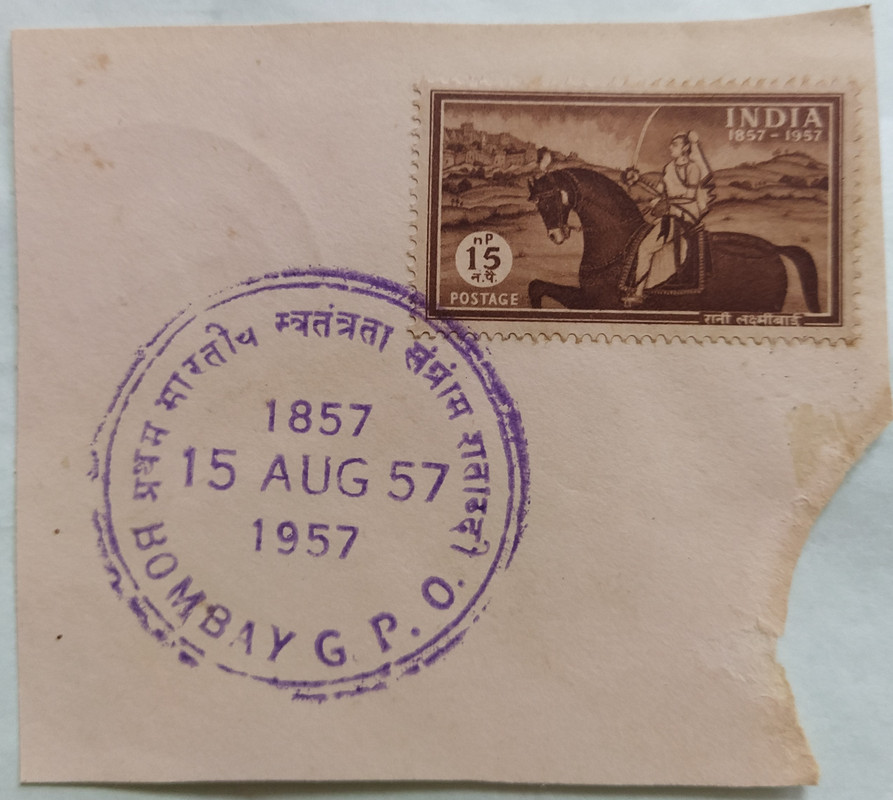 INDIA
1857-1957
nP
15
न.पै.
POSTAGE
रानी लक्ष्मीबाई
प्रथम भारतीय स्वतंत्रता संग्राम शताब्दी
1857
15 AUG 57
1957
BOMBAY G.P.O.